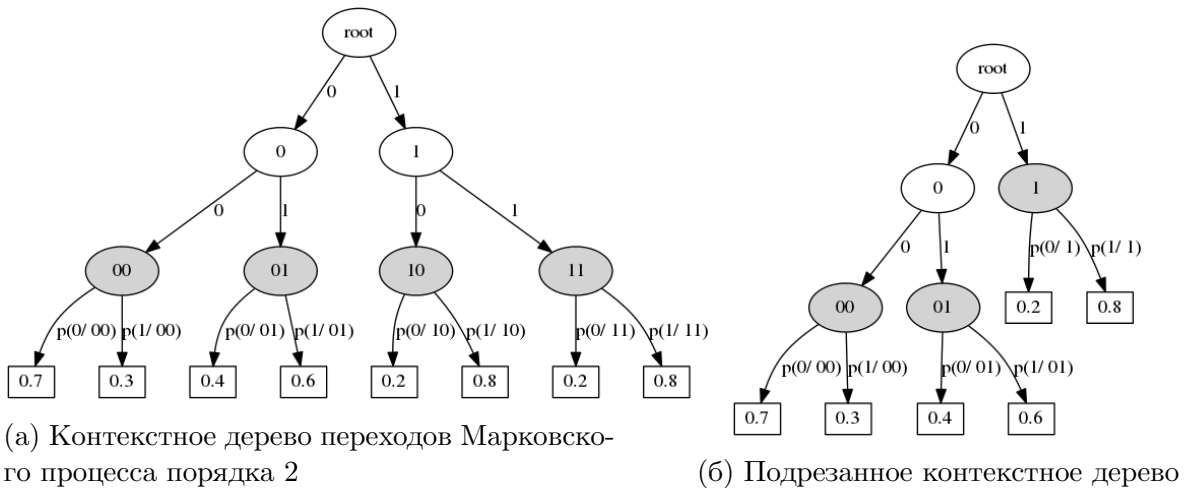 root
0 1
0 1
0 1 0 1
00 01 10 11
p(0/ 00) p(1/ 00) p(0/ 01) p(1/ 01) p(0/ 10) p(1/ 10) p(0/ 11) p(1/ 11)
0.7 0.3 0.4 0.6 0.2 0.8 0.2 0.8
(а) Контекстное дерево переходов Марковско-
го процесса порядка 2
root
0 1
0 1
0 1 p(0/ 1) p(1/ 1)
00 01 0.2 0.8
p(0/ 00) p(1/ 00) p(0/ 01) p(1/ 01)
0.7 0.3 0.4 0.6
(б) Подрезанное контекстное дерево